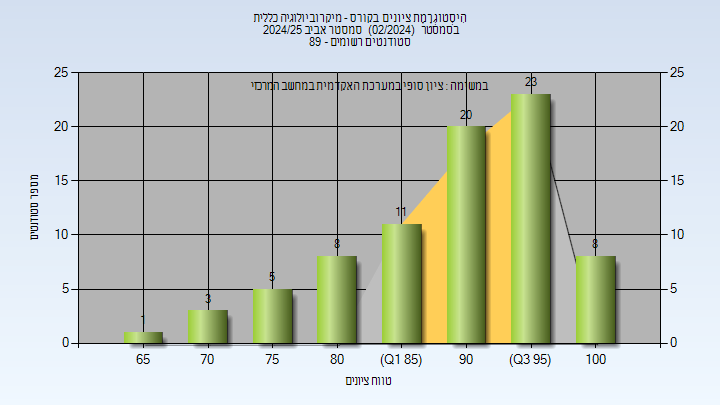 היסטוגרמת ציונים בקורס - מיקרוביולוגיה כללית
בסמסטר (02/2024) סמסטר אביב 2024/25
סטודנטים רשומים - 89
במשימה : ציון סופי במערכת האקדמית במחשב המרכזי
מספר סטודנטים
25 25
20 20
15 15
10 10
5 5
0 0
1 3 5 8 11 20 23 8
65 70 75 80 (Q1 85) 90 (Q3 95) 100
טווח ציונים